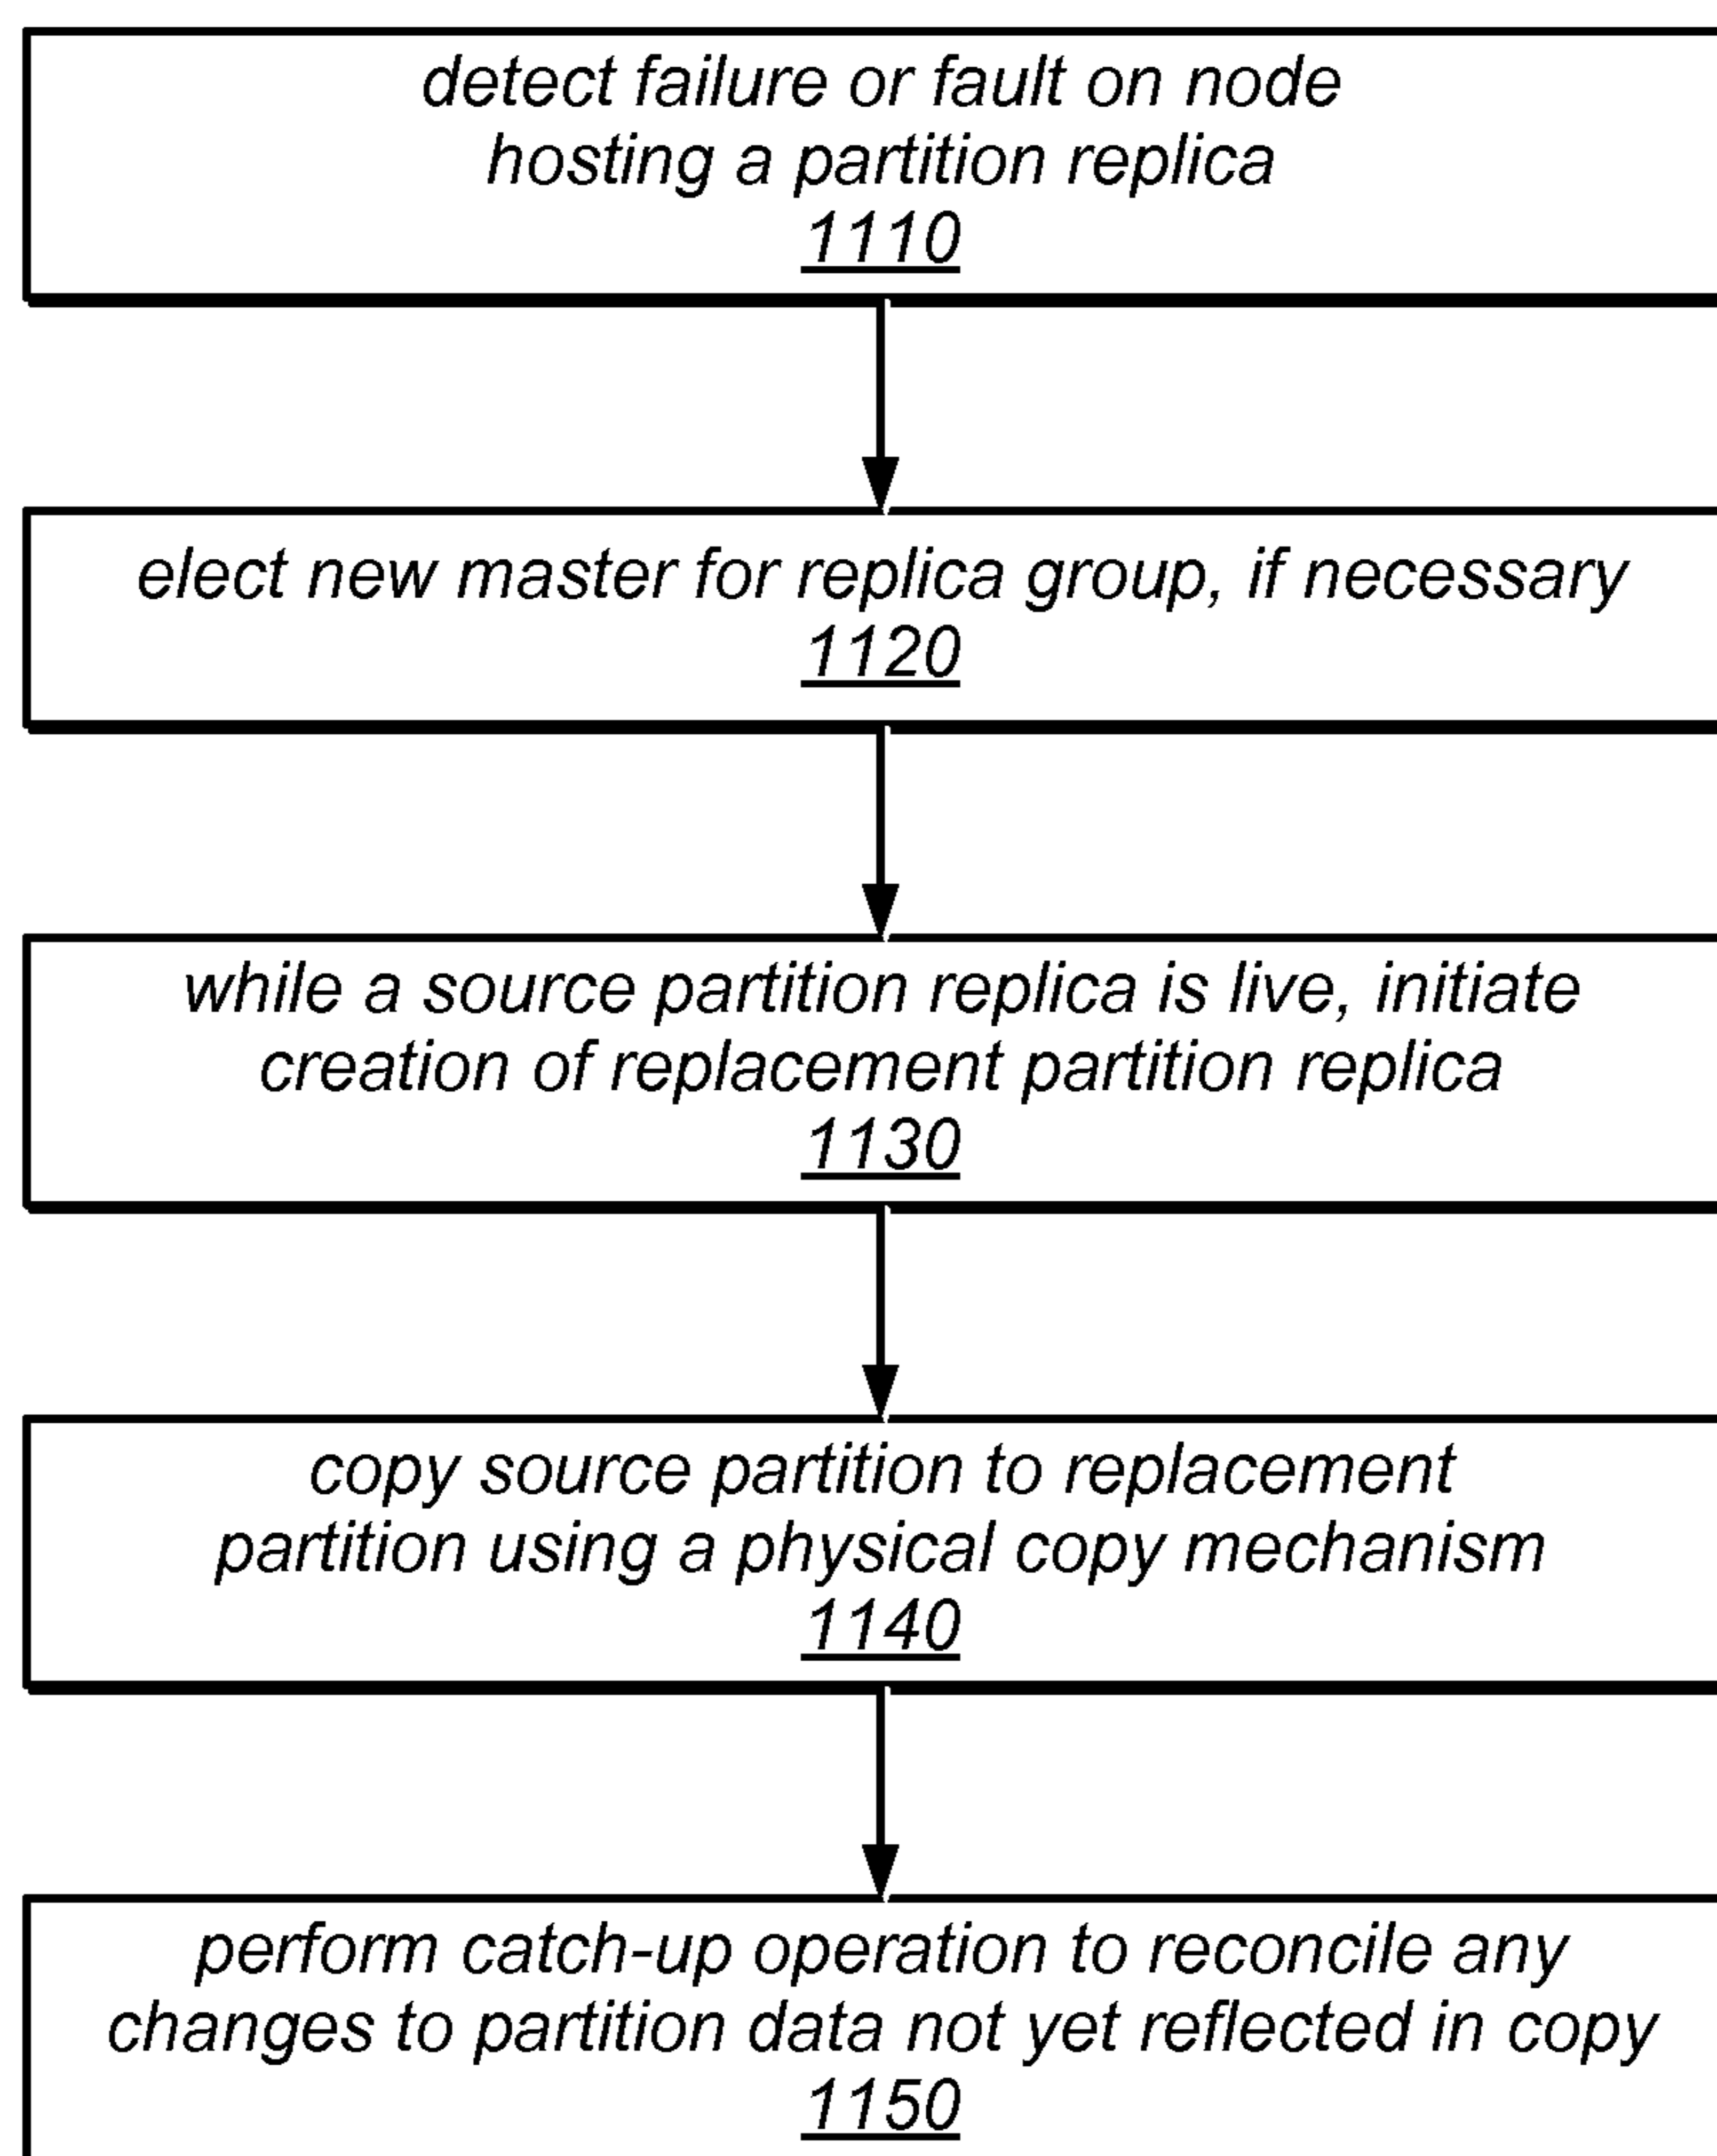 detect failure or fault on node
hosting a partition replica
1110
elect new master for replica group, if necessary
1120
while a source partition replica is live, initiate
creation of replacement partition replica
1130
copy source partition to replacement
partition using a physical copy mechanism
1140
perform catch-up operation to reconcile any
changes to partition data not yet reflected in copy
1150